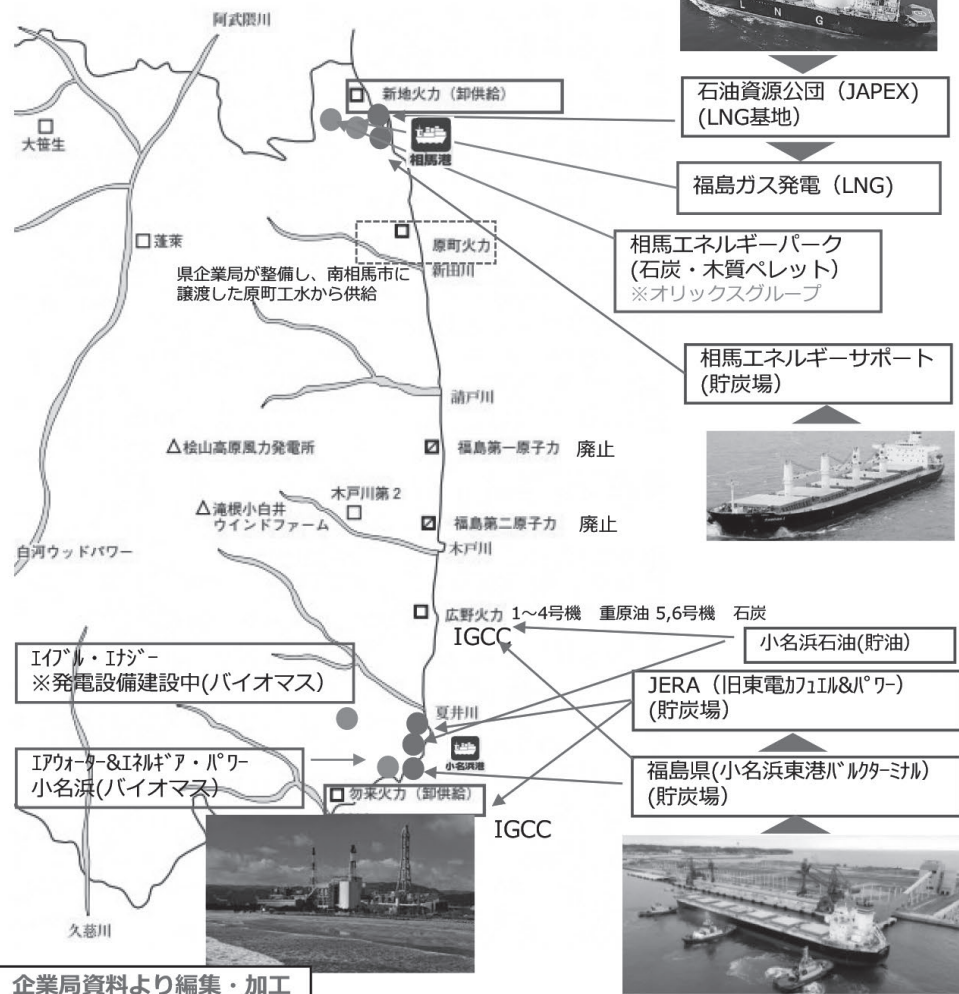 阿武隈川
LNG
新地火力（卸供給）
石油資源公団（JAPEX)
(LNG基地）
大笹生
相馬港
福島ガス発電（LNG)
蓬莱
原町火力
新田川
相馬エネルギーパーク
(石炭・木質ペレット）
※オリックスグループ
県企業局が整備し、南相馬市に
譲渡した原町工水から供給
相馬エネルギーサポート
(貯炭場）
請戸川
△桧山高原風力発電所
福島第一原子力　廃止
木戸川第２
△滝根小白井
ウインドファーム
福島第二原子力　廃止
木戸川
白河ウッドパワー
広野火力 1～4号機　重原油 5,6号機　石炭
IGCC
小名浜石油(貯油）
ｴｲﾌﾞﾙ・ｴﾅｼﾞｰ
※発電設備建設中(バイオマス）
JERA（旧東電ｶﾌｭｴﾙ&ﾊﾟﾜｰ)
(貯炭場）
夏井川
小名浜港
ｴｱｳｫｰﾀｰ&ｴﾈﾙｷﾞｱ・ﾊﾟﾜｰ
小名浜(バイオマス）
福島県(小名浜東港ﾊﾞﾙｸﾀｰﾐﾅﾙ)
(貯炭場）
勿来火力（卸供給）
IGCC
久慈川
企業局資料より編集・加工